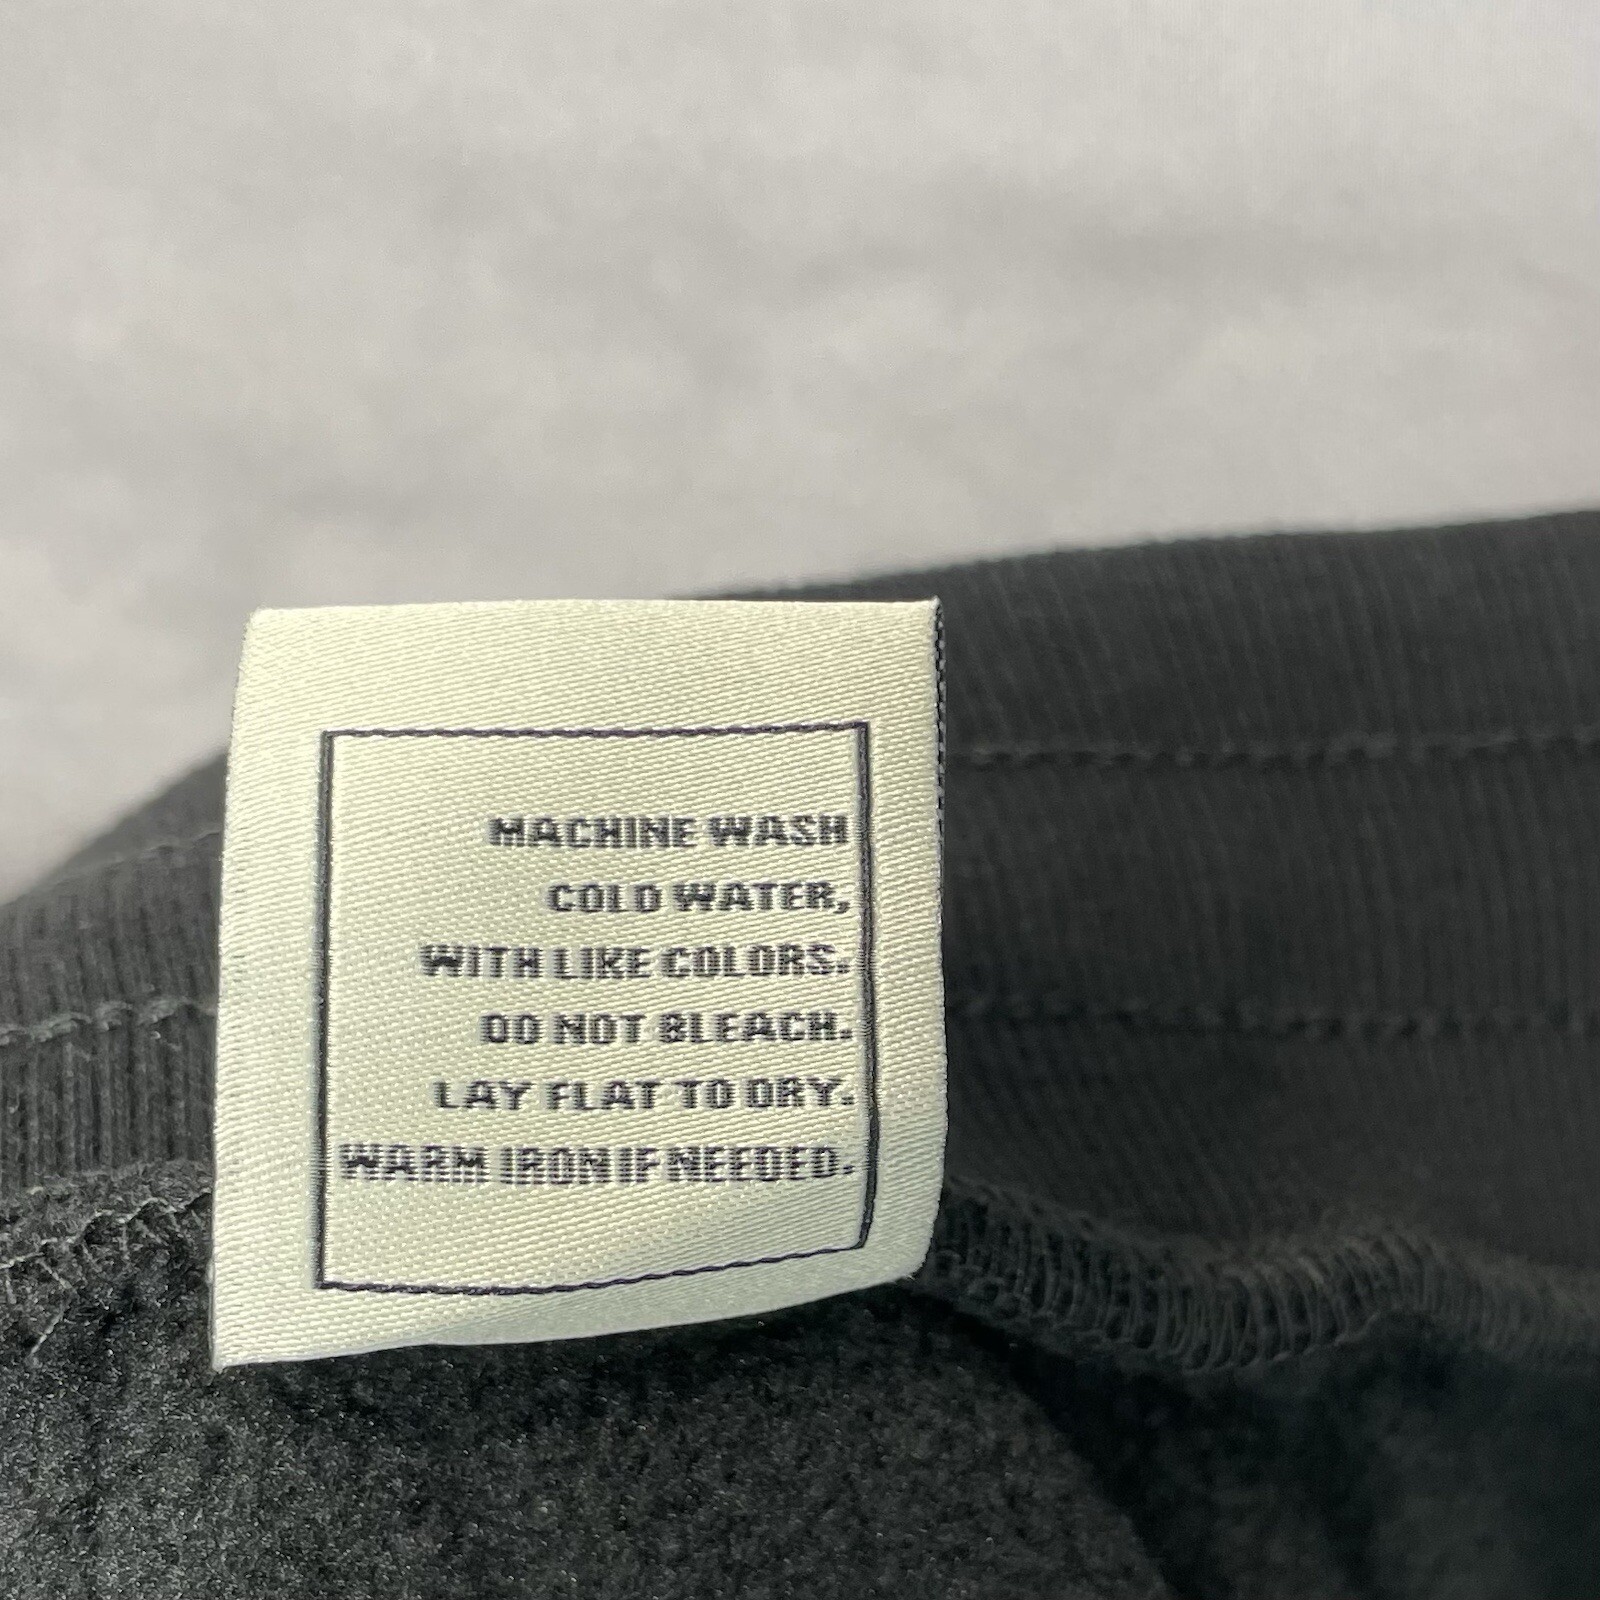 MACHINE WASH
COLD WATER,
WITH LIKE COLORS.
DO NOT BLEACH.
LAY FLAT TO DRY.
WARM IRON IF NEEDED.